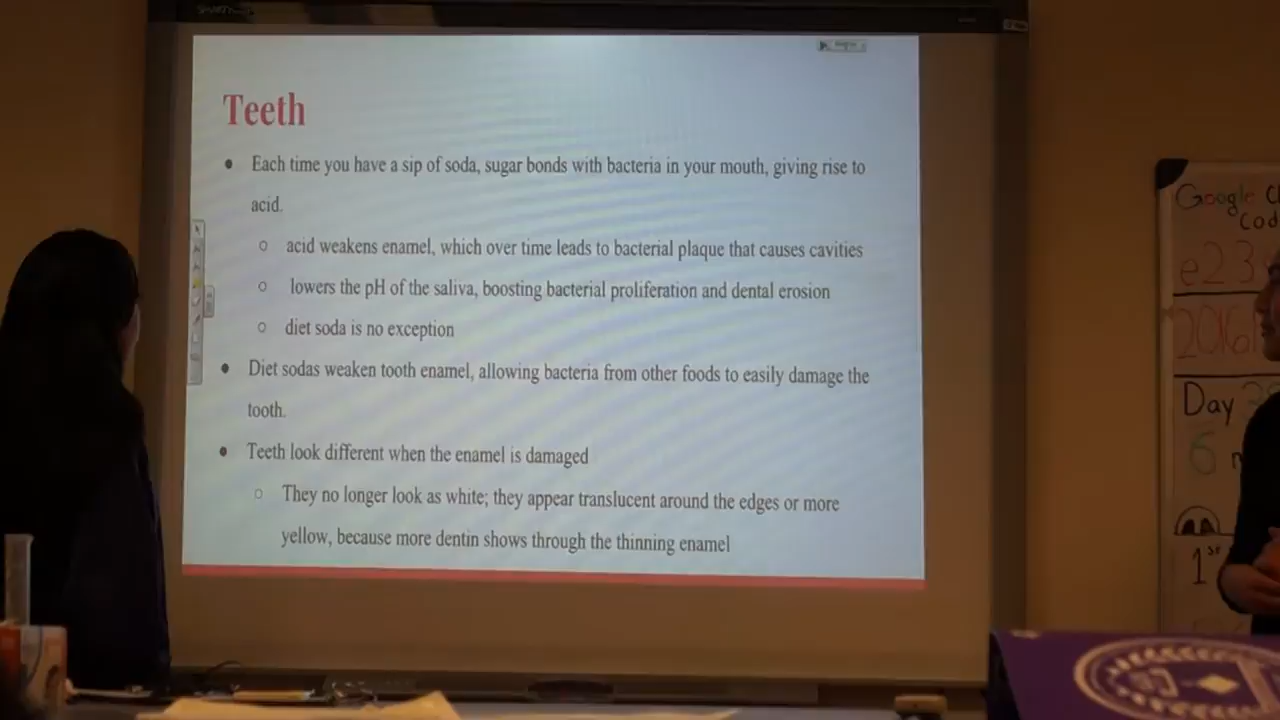 Teeth
● Each time you have a sip of soda, sugar bonds with bacteria in your mouth, giving rise to
acid.
○ acid weakens enamel, which over time leads to bacterial plaque that causes cavities
○ lowers the pH of the saliva, boosting bacterial proliferation and dental erosion
○ diet soda is no exception
● Diet sodas weaken tooth enamel, allowing bacteria from other foods to easily damage the
tooth.
● Teeth look different when the enamel is damaged
○ They no longer look as white; they appear translucent around the edges or more
yellow, because more dentin shows through the thinning enamel
Google
e23
Day
6
1st